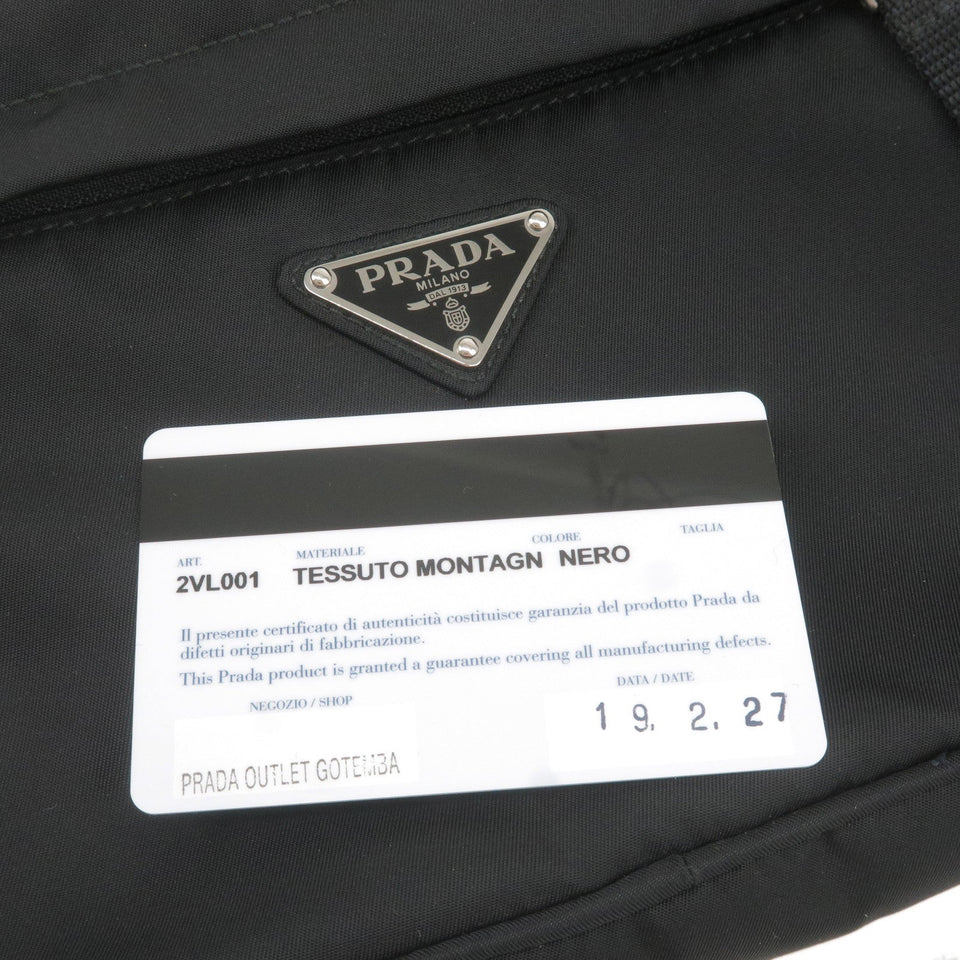 PRADA
MILANO
DAL 1913
ART. MATERIALE COLORE TAGLIA
2VL001 TESSUTO MONTAGN NERO
Il presente certificato di autenticità costituisce garanzia del prodotto Prada da
difetti originari di fabbricazione.
This Prada product is granted a guarantee covering all manufacturing defects.
NEGOZIO / SHOP DATA / DATE
19. 2. 27
PRADA OUTLET GOTEMBA